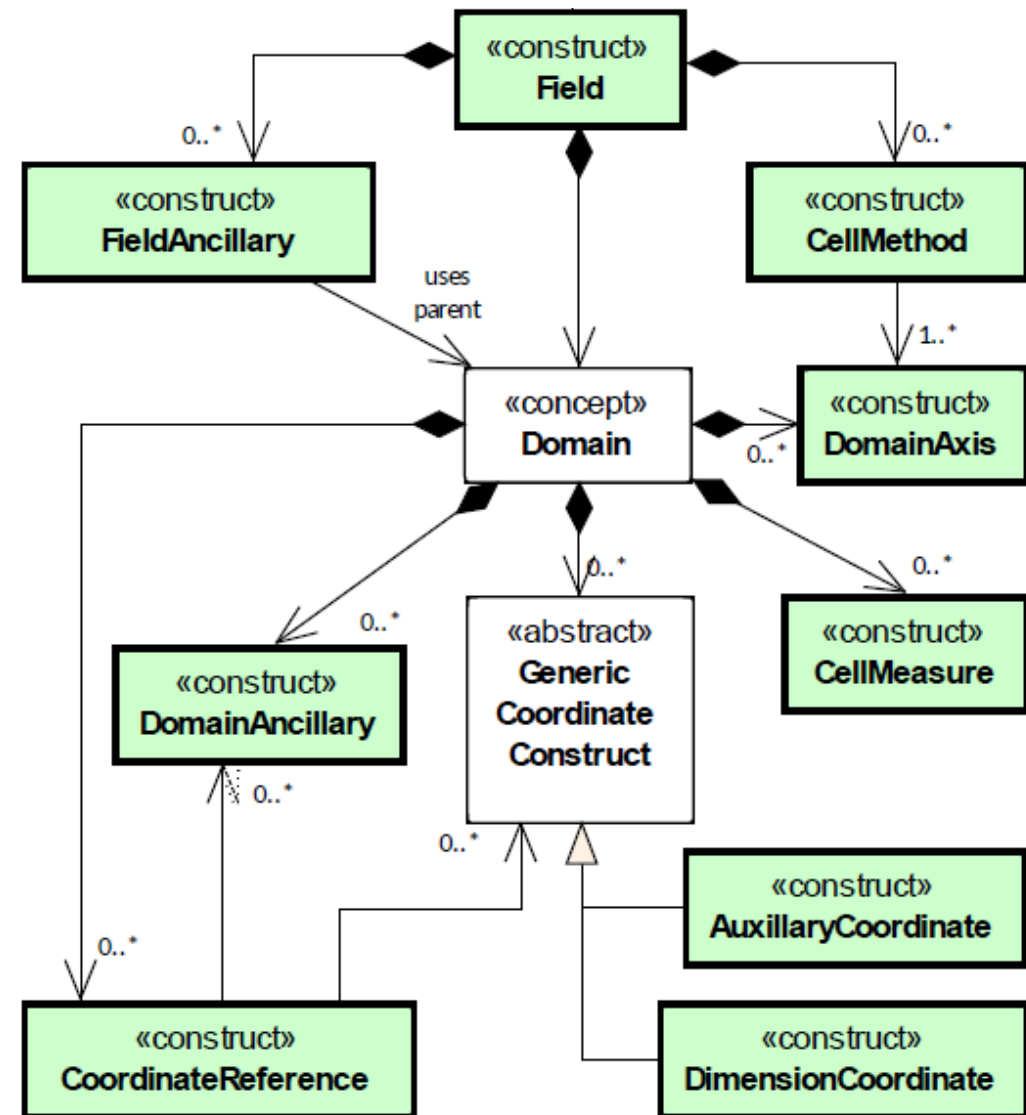 «construct»
Field
0..*
0..*
«construct»
FieldAncillary
«construct»
CellMethod
uses
parent
1..*
«concept»
Domain
0..*
«construct»
DomainAxis
0..*
0..*
0..*
«construct»
DomainAncillary
«abstract»
Generic
Coordinate
Construct
«construct»
CellMeasure
0..*
0..*
«construct»
AuxillaryCoordinate
0..*
«construct»
CoordinateReference
«construct»
DimensionCoordinate